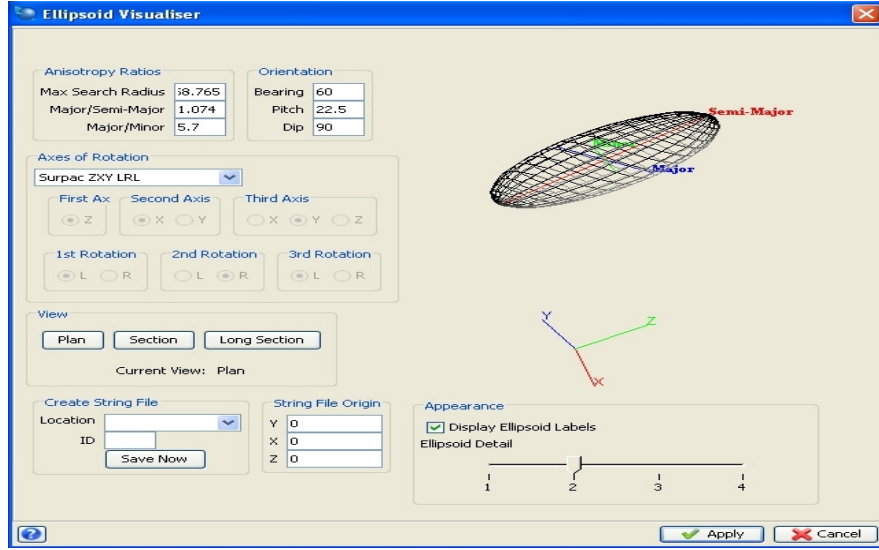 Ellipsoid Visualiser
Anisotropy Ratios
Max Search Radius 58.765
Major/Semi-Major 1.074
Major/Minor 5.7
Orientation
Bearing 60
Pitch 22.5
Dip 90
Semi-Major
Major
Axes of Rotation
Surpac ZXY LRL
First Ax Second Axis Third Axis
Z X Y X Y Z
1st Rotation 2nd Rotation 3rd Rotation
L R L R L R
View
Plan Section Long Section
Current View: Plan
Y Z
X
Create String File
Location
ID
Save Now
String File Origin
Y 0
X 0
Z 0
Appearance
Display Ellipsoid Labels
Ellipsoid Detail
1 2 3 4
Apply Cancel